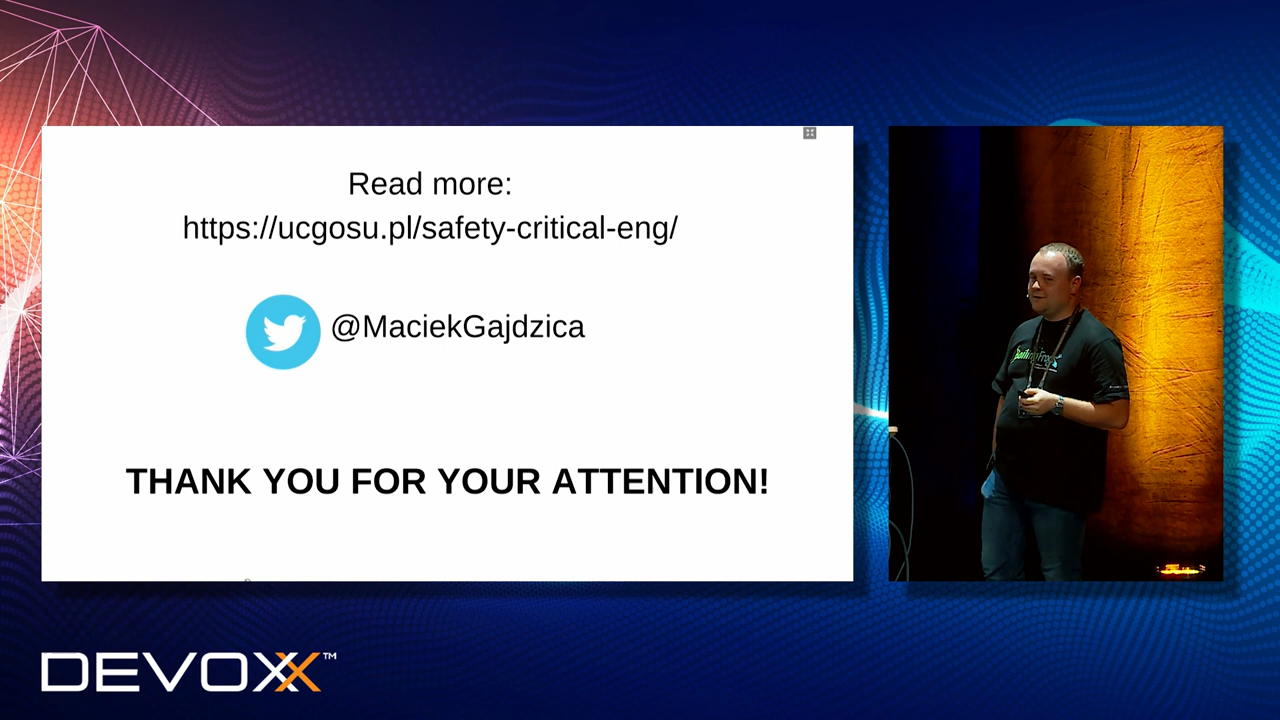 Read more:
https://ucgosu.pl/safety-critical-eng/
@MaciekGajdzica
THANK YOU FOR YOUR ATTENTION!
DEVOXX™